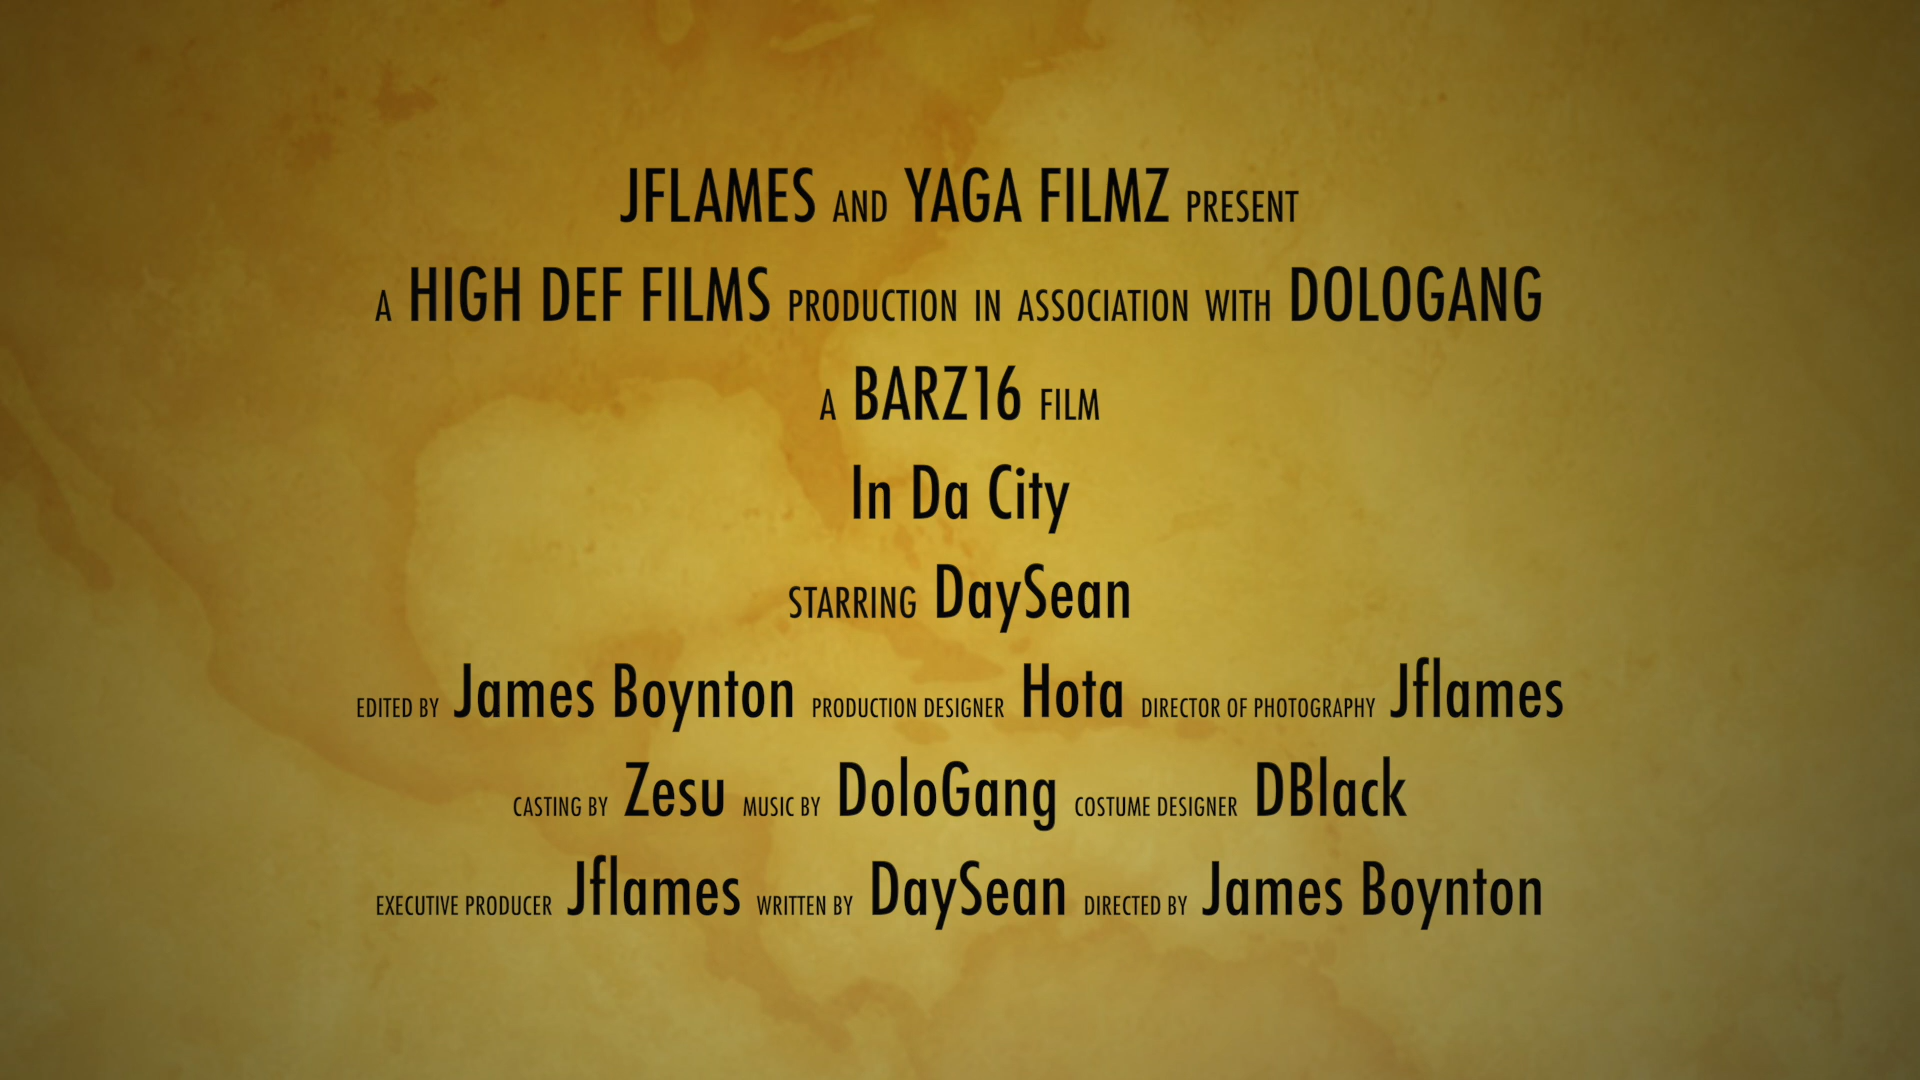 JFLAMES AND YAGA FILMZ PRESENT
A HIGH DEF FILMS PRODUCTION IN ASSOCIATION WITH DOLOGANG
A BARZ16 FILM
In Da City
STARRING DaySean
EDITED BY James Boynton PRODUCTION DESIGNER Hota DIRECTOR OF PHOTOGRAPHY Jflames
CASTING BY Zesu MUSIC BY DoloGang COSTUME DESIGNER DBlack
EXECUTIVE PRODUCER Jflames WRITTEN BY DaySean DIRECTED BY James Boynton